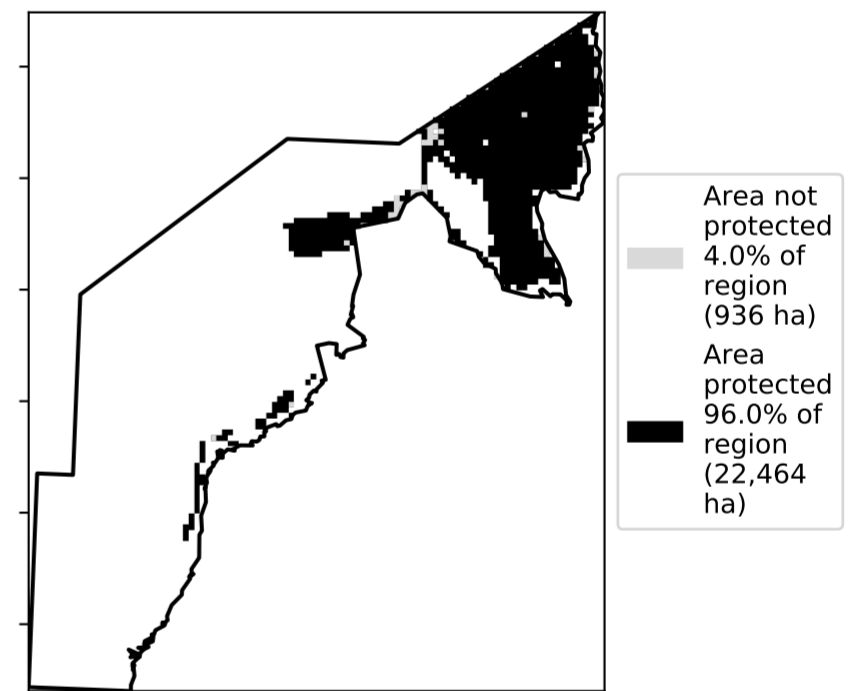 Area not
protected
4.0% of
region
(936 ha)
Area
protected
96.0% of
region
(22,464
ha)